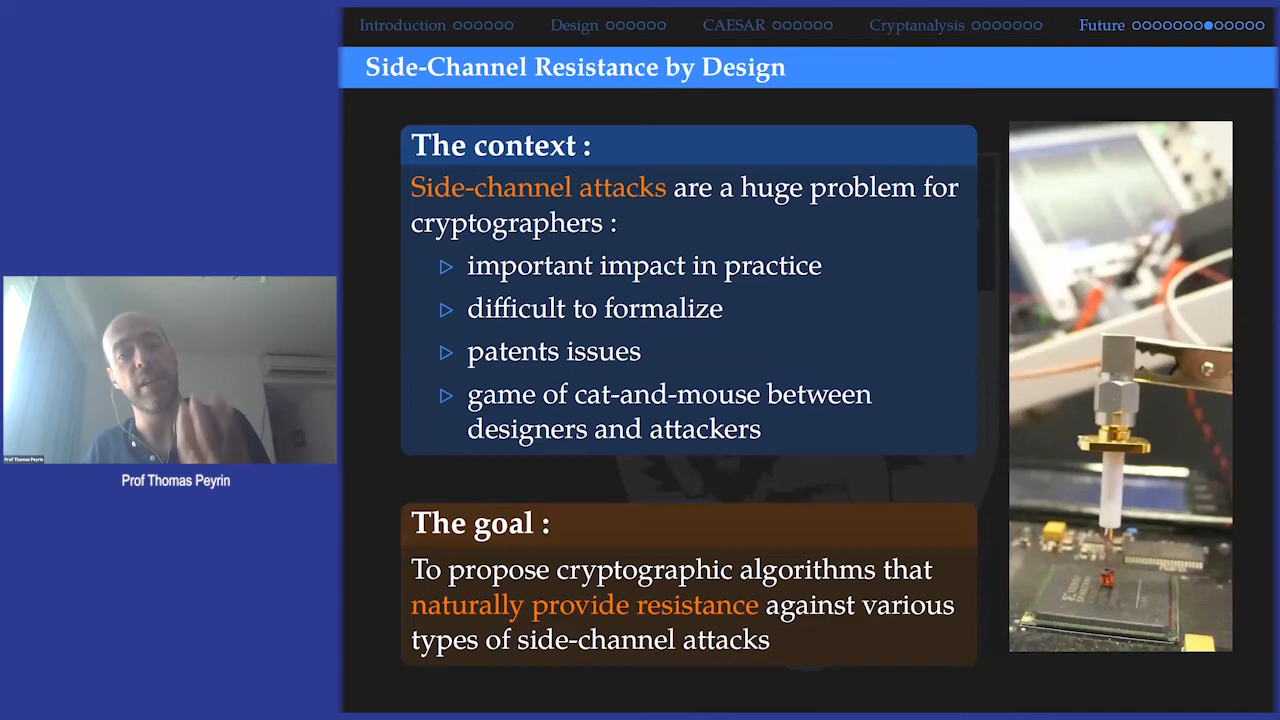 Introduction Design CAESAR Cryptanalysis Future
Side-Channel Resistance by Design
The context :
Side-channel attacks are a huge problem for
cryptographers :
important impact in practice
difficult to formalize
patents issues
game of cat-and-mouse between
designers and attackers
The goal :
To propose cryptographic algorithms that
naturally provide resistance against various
types of side-channel attacks
Prof Thomas Peyrin
Prof Thomas Peyrin